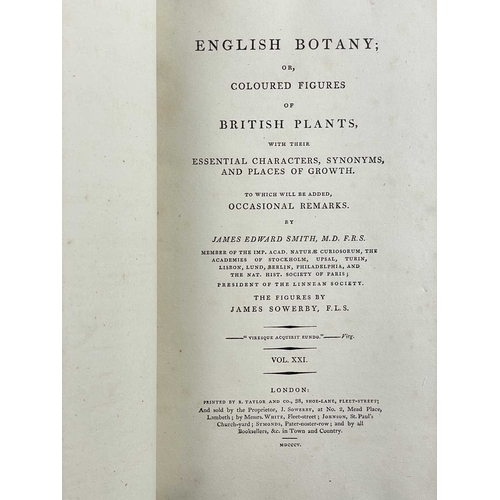 ENGLISH BOTANY;
OR,
COLOURED FIGURES
OF
BRITISH PLANTS,
WITH THEIR
ESSENTIAL CHARACTERS, SYNONYMS,
AND PLACES OF GROWTH.
TO WHICH WILL BE ADDED,
OCCASIONAL REMARKS.
BY
JAMES EDWARD SMITH, M.D. F.R.S.
MEMBER OF THE IMP. ACAD. NATURÆ CURIOSORUM, THE
ACADEMIES OF STOCKHOLM, UPSAL, TURIN,
LISBON, LUND, BERLIN, PHILADELPHIA, AND
THE NAT. HIST. SOCIETY OF PARIS;
PRESIDENT OF THE LINNEAN SOCIETY.
THE FIGURES BY
JAMES SOWERBY, F.L.S.
"VIRESQUE ACQUIRIT EUNDO." Virg.
VOL. XXI.
LONDON:
PRINTED BY R. TAYLOR AND CO., 38, SHOE-LANE, FLEET-STREET;
And sold by the Proprietor, J. SOWERBY, at No. 2, Mead Place,
Lambeth; by Messrs. WHITE, Fleet-street; JOHNSON, St. Paul's
Church-yard; SYMONDS, Pater-noster-row; and by all
Booksellers, &c. in Town and Country.
MDCCCV.